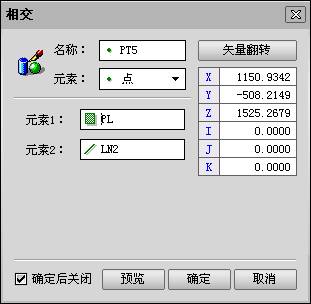 相交
名称： PT5 矢量翻转
元素： 点
X 1150.9342
Y -508.2149
Z 1525.2679
I 0.0000
J 0.0000
K 0.0000
元素1： PL
元素2： LN2
确定后关闭 预览 确定 取消